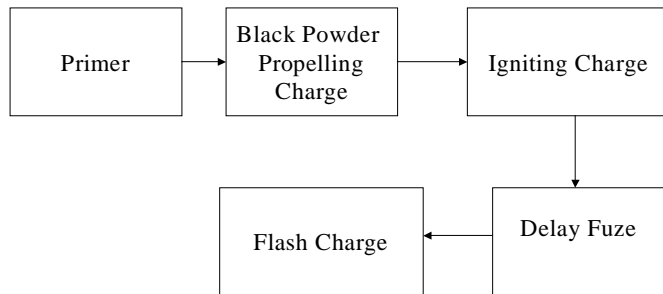 Primer
Black Powder
Propelling
Charge
Igniting Charge
Delay Fuze
Flash Charge